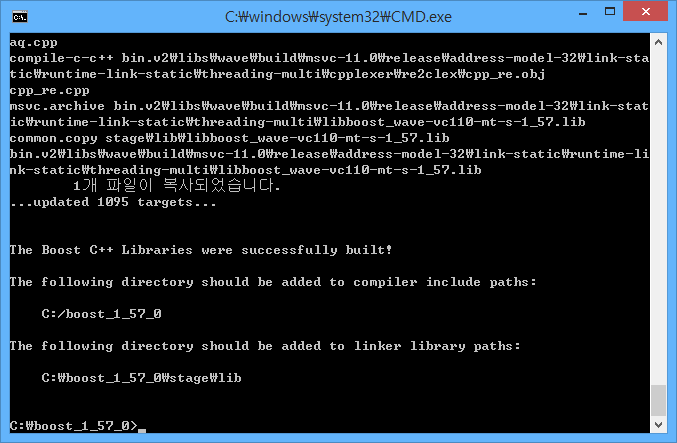 C:₩windows₩system32₩CMD.exe
aq.cpp
compile-c-c++ bin.v2₩libs₩wave₩build₩msvc-11.0₩release₩address-model-32₩link-sta
tic₩runtime-link-static₩threading-multi₩cpplexer₩re2clex₩cpp_re.obj
cpp_re.cpp
msvc.archive bin.v2₩libs₩wave₩build₩msvc-11.0₩release₩address-model-32₩link-stat
ic₩runtime-link-static₩threading-multi₩libboost_wave-vc110-mt-s-1_57.lib
common.copy stage₩lib₩libboost_wave-vc110-mt-s-1_57.lib
bin.v2₩libs₩wave₩build₩msvc-11.0₩release₩address-model-32₩link-static₩runtime-li
nk-static₩threading-multi₩libboost_wave-vc110-mt-s-1_57.lib
1개 파일이 복사되었습니다.
...updated 1095 targets...
The Boost C++ Libraries were successfully built!
The following directory should be added to compiler include paths:
C:/boost_1_57_0
The following directory should be added to linker library paths:
C:₩boost_1_57_0₩stage₩lib
C:₩boost_1_57_0>